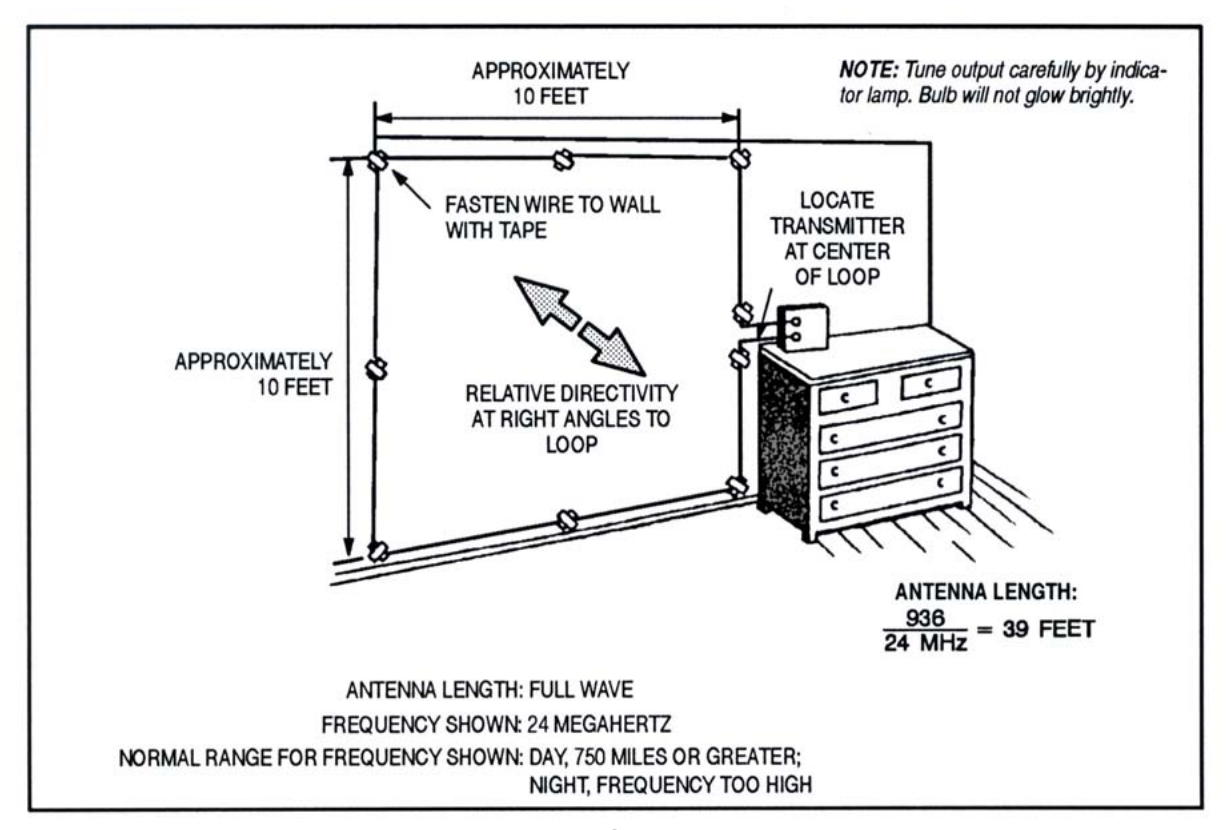 APPROXIMATELY
10 FEET
NOTE: Tune output carefully by indica-
tor lamp. Bulb will not glow brightly.
FASTEN WIRE TO WALL
WITH TAPE
LOCATE
TRANSMITTER
AT CENTER
OF LOOP
APPROXIMATELY
10 FEET
RELATIVE DIRECTIVITY
AT RIGHT ANGLES TO
LOOP
ANTENNA LENGTH:
936
24 MHz = 39 FEET
ANTENNA LENGTH: FULL WAVE
FREQUENCY SHOWN: 24 MEGAHERTZ
NORMAL RANGE FOR FREQUENCY SHOWN: DAY, 750 MILES OR GREATER;
NIGHT, FREQUENCY TOO HIGH